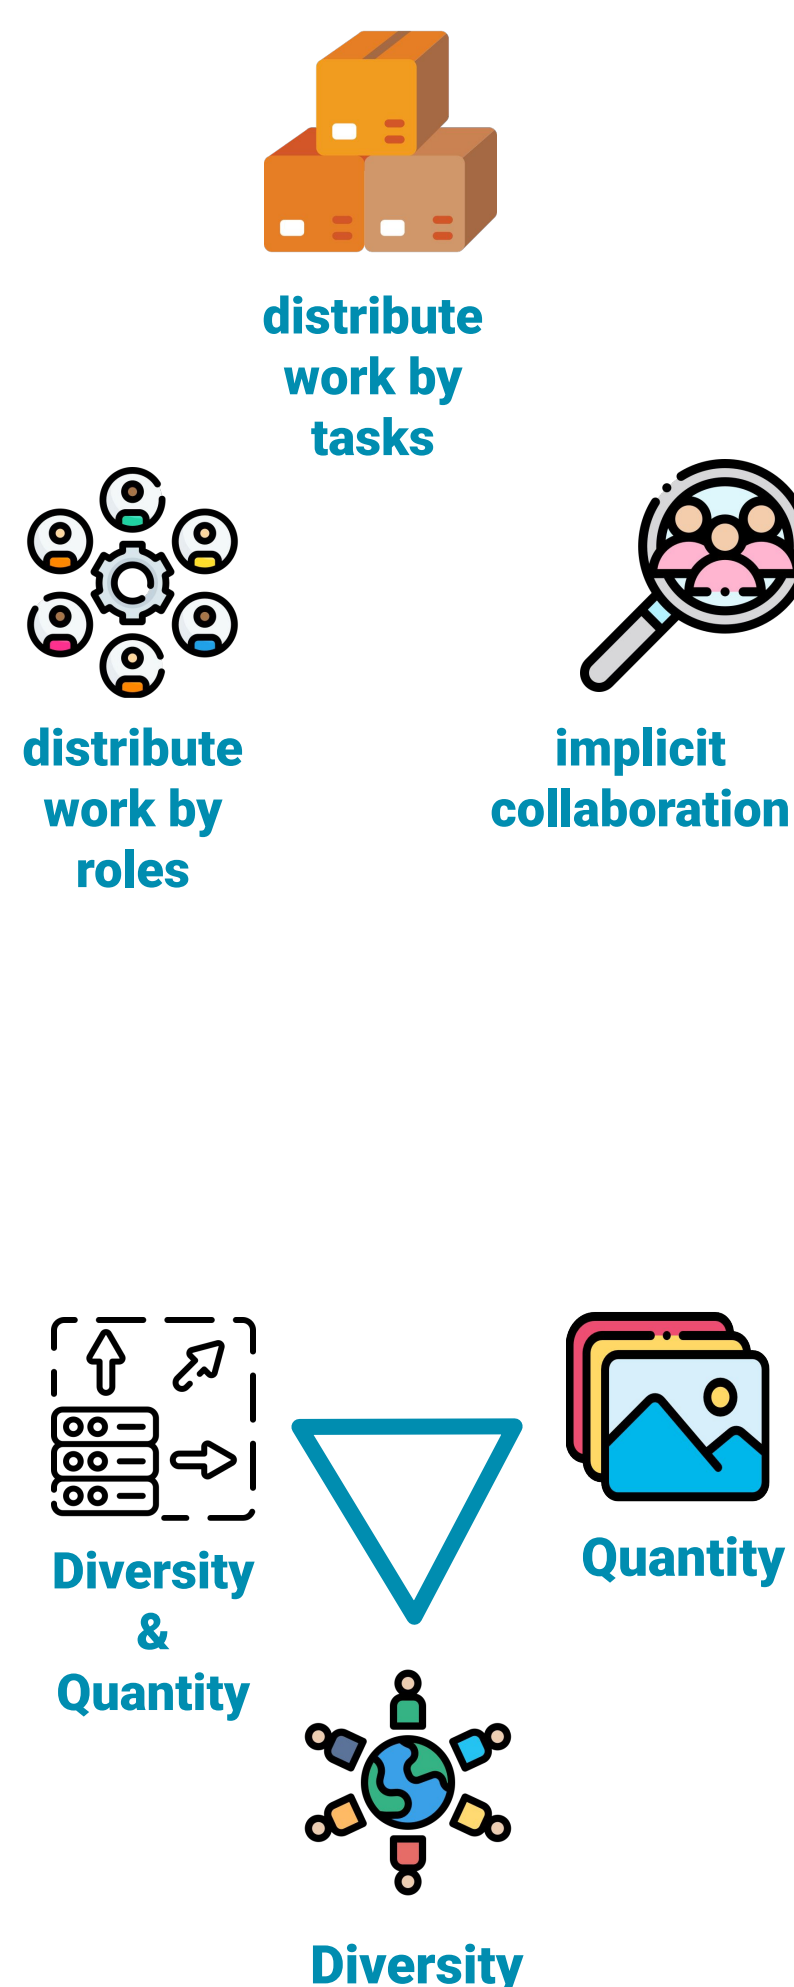 distribute
work by
tasks
distribute
work by
roles
implicit
collaboration
Diversity
&
Quantity
Quantity
Diversity